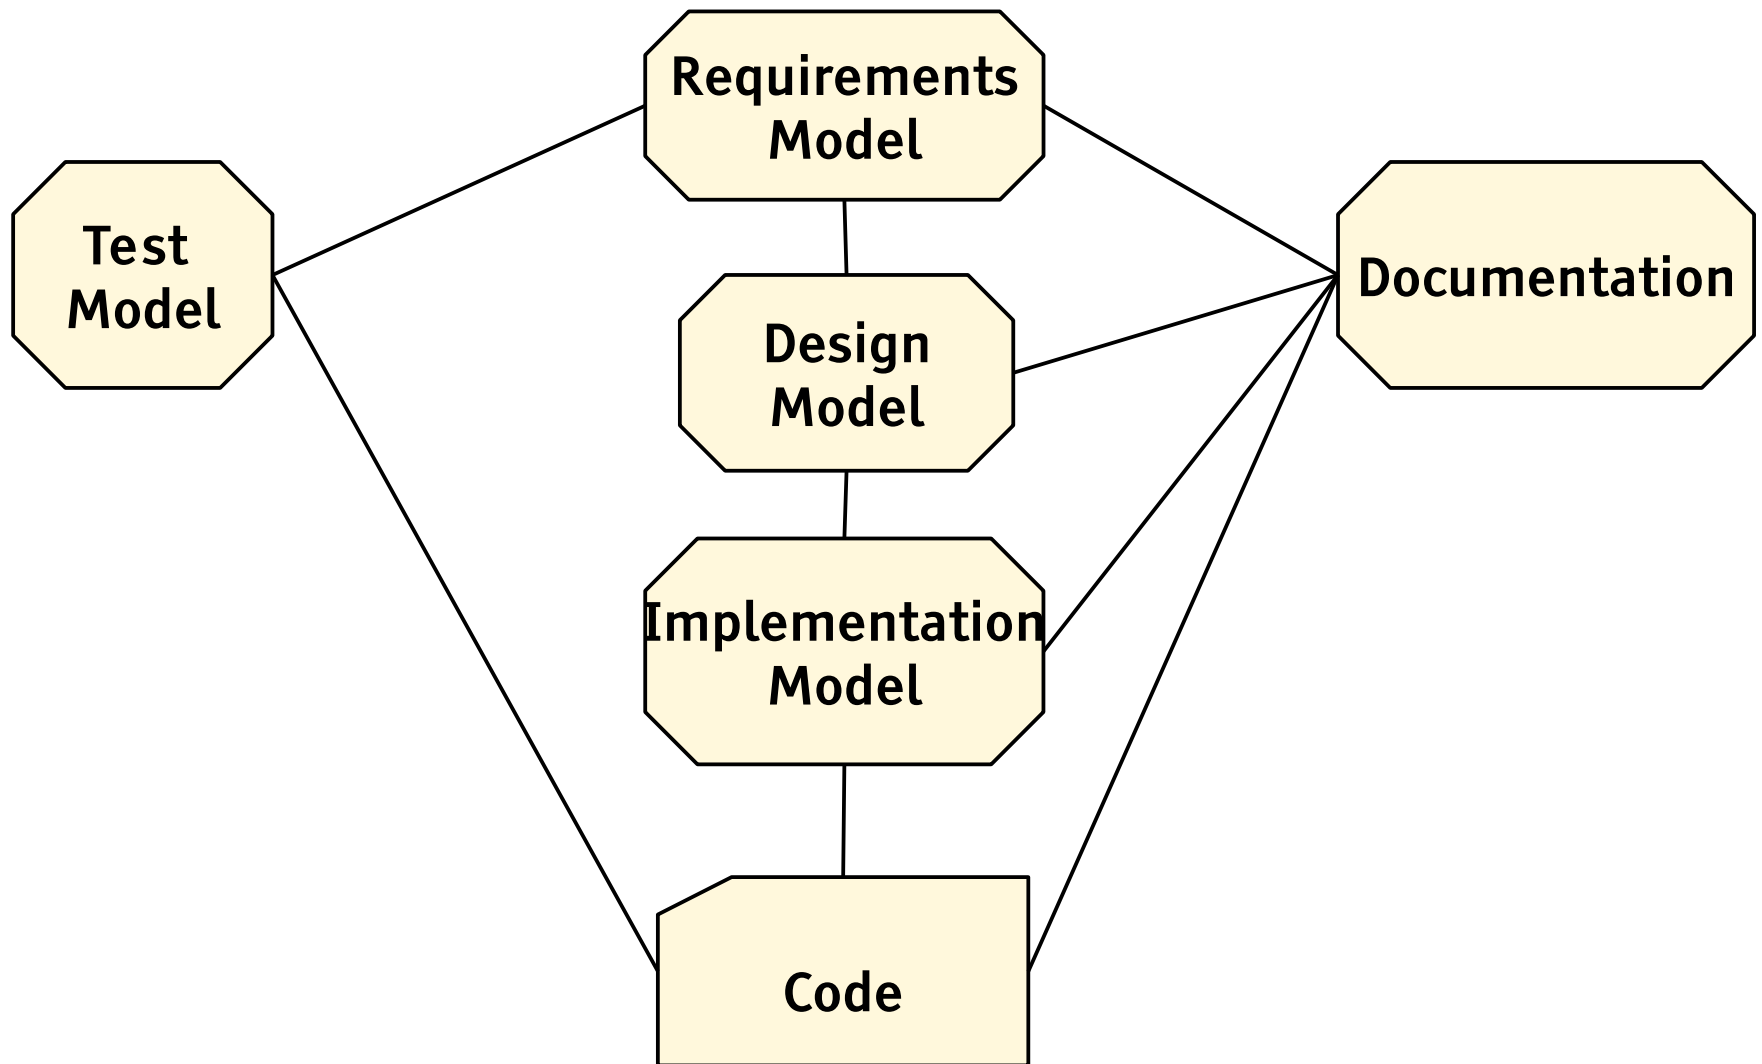 Requirements
Model
Test
Model
Documentation
Design
Model
Implementation
Model
Code